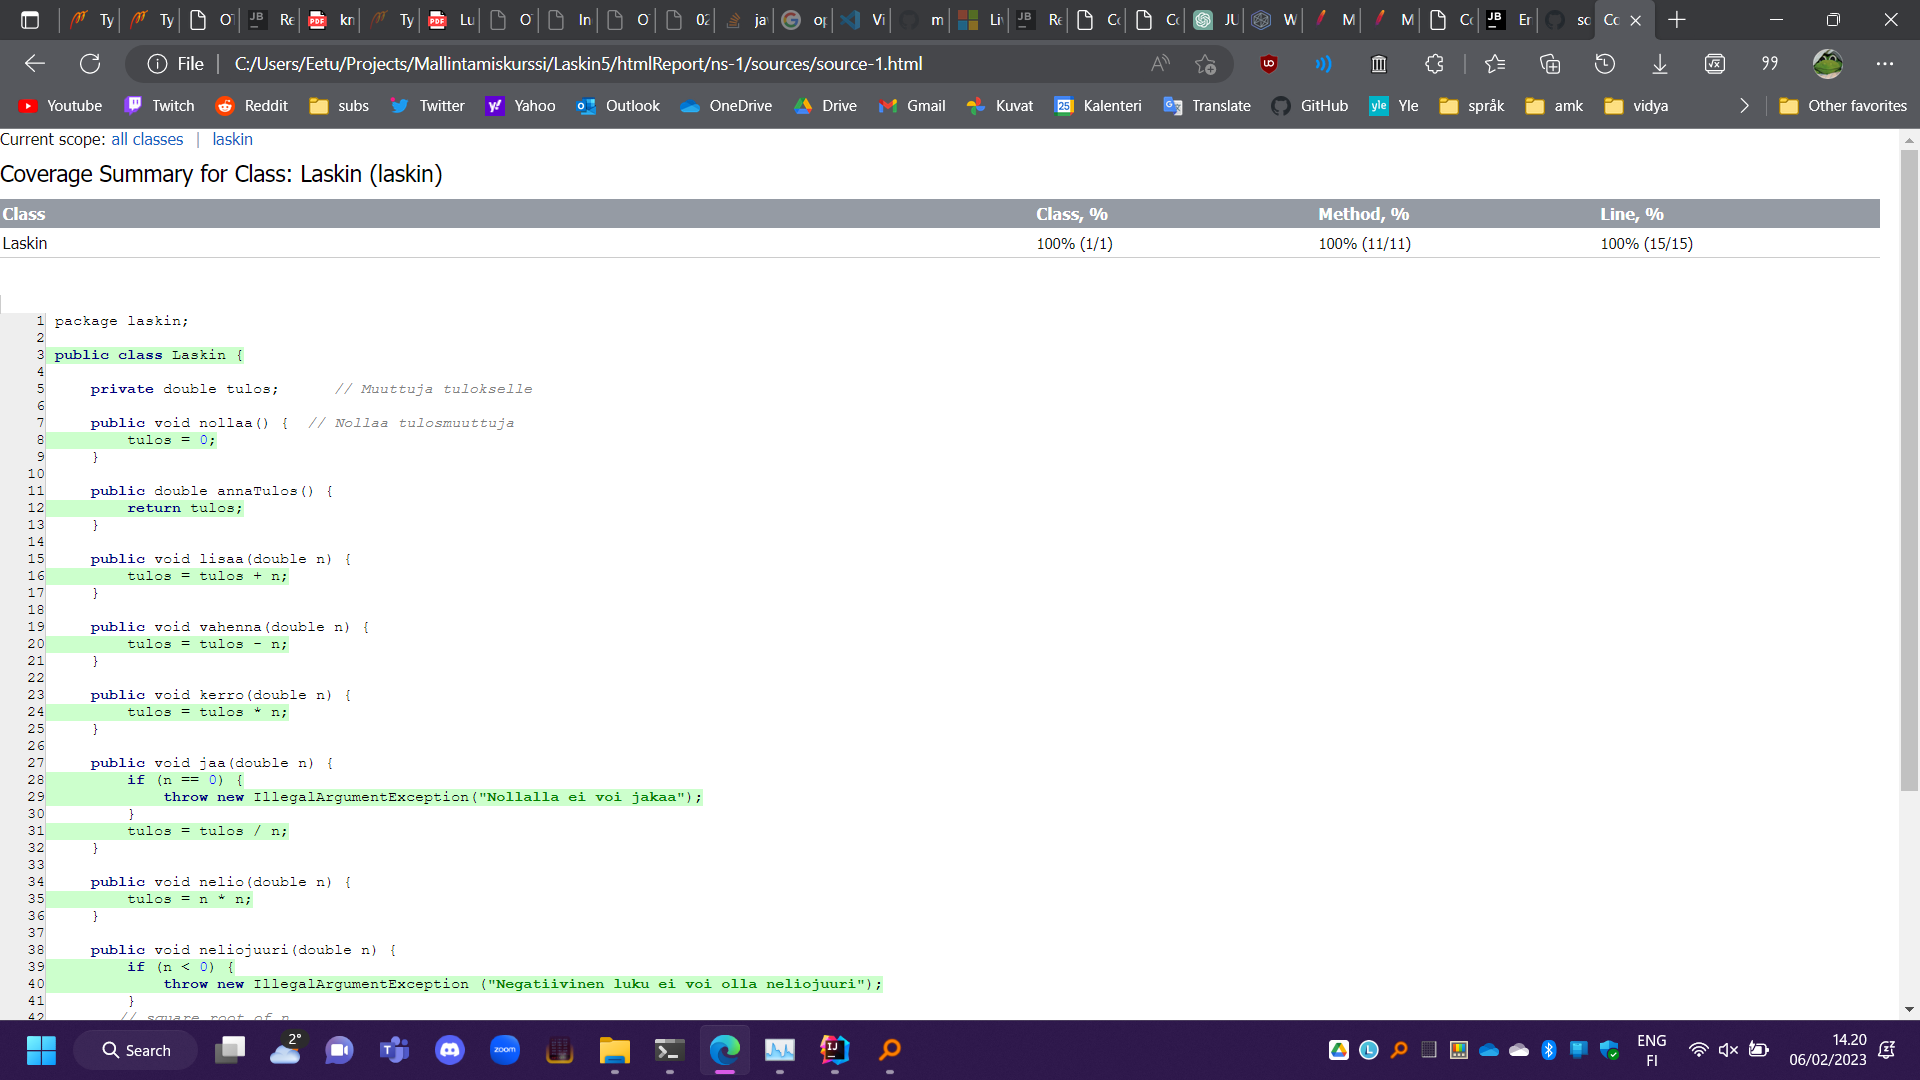 Ty
Ty
O
Re
kn
Ty
Lu
O
In
O
02
ja
op
Vi
m
Liv
Re
Co
Co
JU
W
M
M
Co
Er
sc
Co
File
C:/Users/Eetu/Projects/Mallintamiskurssi/Laskin5/htmlReport/ns-1/sources/source-1.html
Youtube Twitch Reddit subs Twitter Yahoo Outlook OneDrive Drive Gmail Kuvat Kalenteri Translate GitHub Yle språk amk vidya Other favorites
Current scope: all classes | laskin
Coverage Summary for Class: Laskin (laskin)
Class Class, % Method, % Line, %
Laskin 100% (1/1) 100% (11/11) 100% (15/15)
1 package laskin;
2
3 public class Laskin {
4
5 private double tulos; // Muuttuja tulokselle
6
7 public void nollaa() { // Nollaa tulosmuuttuja
8 tulos = 0;
9 }
10
11 public double annaTulos() {
12 return tulos;
13 }
14
15 public void lisaa(double n) {
16 tulos = tulos + n;
17 }
18
19 public void vahenna(double n) {
20 tulos = tulos - n;
21 }
22
23 public void kerro(double n) {
24 tulos = tulos * n;
25 }
26
27 public void jaa(double n) {
28 if (n == 0) {
29 throw new IllegalArgumentException("Nollalla ei voi jakaa");
30 }
31 tulos = tulos / n;
32 }
33
34 public void nelio(double n) {
35 tulos = n * n;
36 }
37
38 public void neliojuuri(double n) {
39 if (n < 0) {
40 throw new IllegalArgumentException ("Negatiivinen luku ei voi olla neliojuuri");
41 }
42 // square root of n
Search
2°
zoom
ENG
FI
14.20
06/02/2023